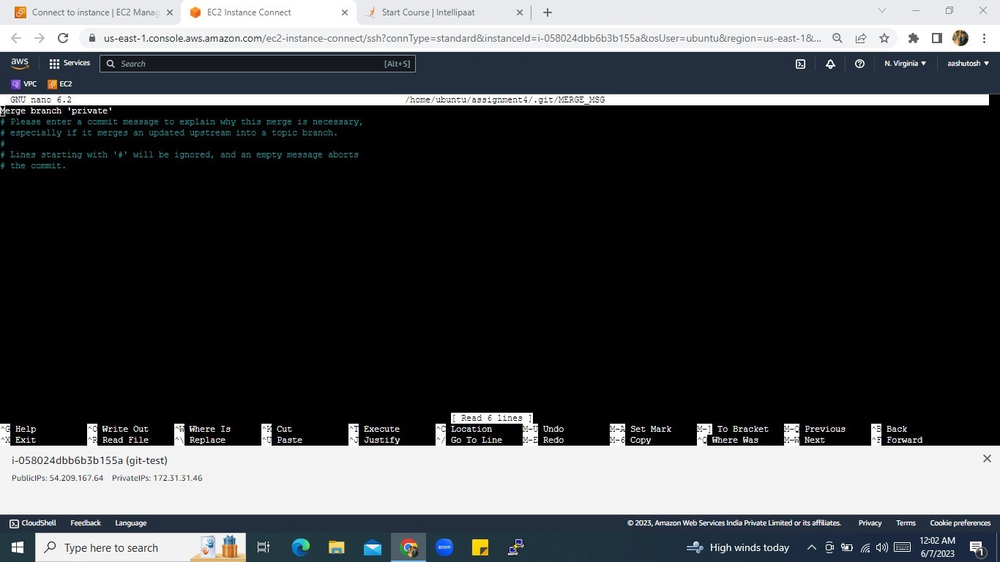 Connect to instance | EC2 Manag
EC2 Instance Connect
Start Course | Intellipaat
us-east-1.console.aws.amazon.com/ec2-instance-connect/ssh?connType=standard&instanceId=i-058024dbb6b3b155a&osUser=ubuntu&region=us-east-1&...
aws Services Search [Alt+S] N. Virginia ▼ aashutosh ▼
VPC EC2
GNU nano 6.2 /home/ubuntu/assignment4/.git/MERGE_MSG
Merge branch 'private'
# Please enter a commit message to explain why this merge is necessary,
# especially if it merges an updated upstream into a topic branch.
#
# Lines starting with '#' will be ignored, and an empty message aborts
# the commit.
[ Read 6 lines ]
^G Help ^O Write Out ^W Where Is ^K Cut ^T Execute ^C Location M-U Undo M-A Set Mark M-] To Bracket M-Q Previous ^B Back
^X Exit ^R Read File ^\ Replace ^U Paste ^J Justify ^/ Go To Line M-E Redo M-6 Copy ^Q Where Was M-W Next ^F Forward
i-058024dbb6b3b155a (git-test)
PublicIPs: 54.209.167.64 PrivateIPs: 172.31.31.46
CloudShell Feedback Language © 2023, Amazon Web Services India Private Limited or its affiliates. Privacy Terms Cookie preferences
Type here to search zoom High winds today 12:02 AM
6/7/2023 1